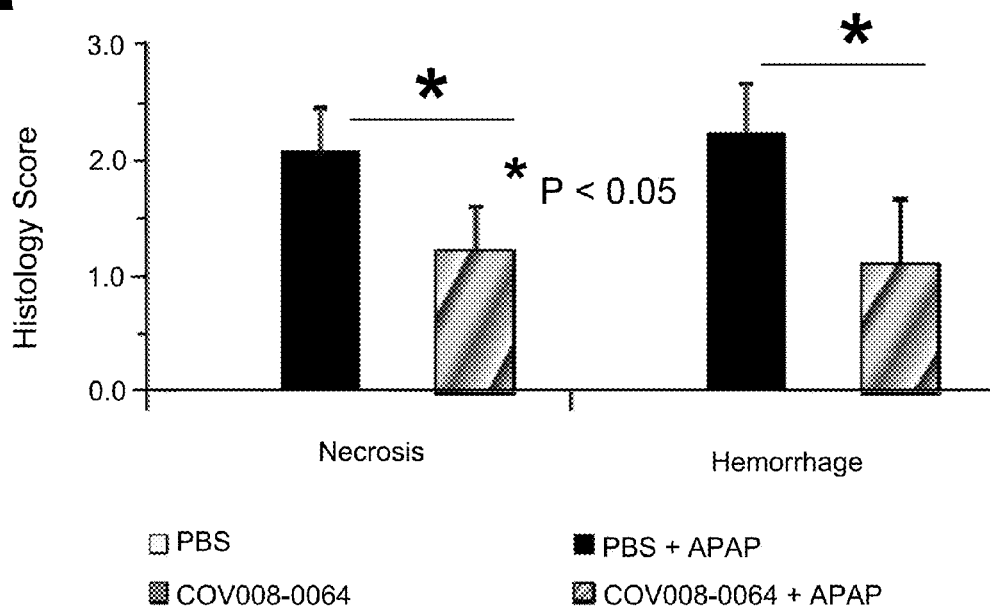 *
3.0
*
2.0
* P < 0.05
1.0
0.0
Histology Score
Necrosis
Hemorrhage
PBS
PBS + APAP
COV008-0064
COV008-0064 + APAP